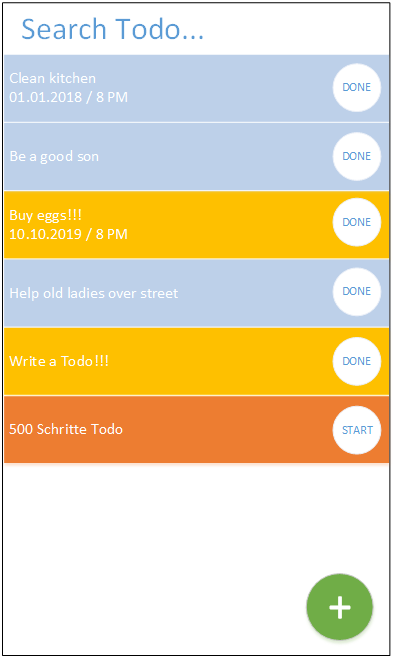 Search Todo...
Clean kitchen
01.01.2018 / 8 PM
DONE
Be a good son
DONE
Buy eggs!!!
10.10.2019 / 8 PM
DONE
Help old ladies over street
DONE
Write a Todo!!!
DONE
500 Schritte Todo
START
+